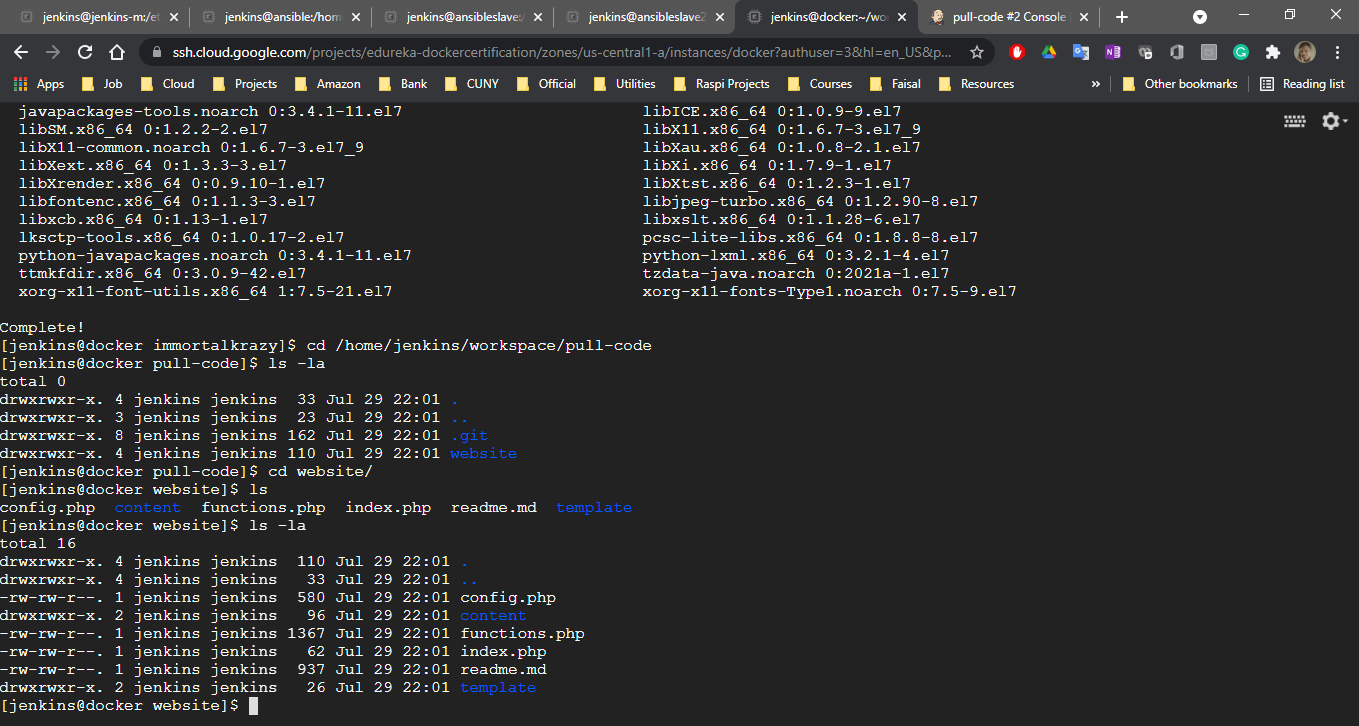 jenkins@jenkins-m:/et
jenkins@ansible:/hom
jenkins@ansibleslave:/
jenkins@ansibleslave2
jenkins@docker:~/wor
pull-code #2 Console
ssh.cloud.google.com/projects/edureka-dockercertification/zones/us-central1-a/instances/docker?authuser=3&hl=en_US&p...
Apps Job Cloud Projects Amazon Bank CUNY Official Utilities Raspi Projects Courses Faisal Resources » Other bookmarks Reading list
javapackages-tools.noarch 0:3.4.1-11.el7 libICE.x86_64 0:1.0.9-9.el7
libSM.x86_64 0:1.2.2-2.el7 libX11.x86_64 0:1.6.7-3.el7_9
libX11-common.noarch 0:1.6.7-3.el7_9 libXau.x86_64 0:1.0.8-2.1.el7
libXext.x86_64 0:1.3.3-3.el7 libXi.x86_64 0:1.7.9-1.el7
libXrender.x86_64 0:0.9.10-1.el7 libXtst.x86_64 0:1.2.3-1.el7
libfontenc.x86_64 0:1.1.3-3.el7 libjpeg-turbo.x86_64 0:1.2.90-8.el7
libxcb.x86_64 0:1.13-1.el7 libxslt.x86_64 0:1.1.28-6.el7
lksctp-tools.x86_64 0:1.0.17-2.el7 pcsc-lite-libs.x86_64 0:1.8.8-8.el7
python-javapackages.noarch 0:3.4.1-11.el7 python-lxml.x86_64 0:3.2.1-4.el7
ttmkfdir.x86_64 0:3.0.9-42.el7 tzdata-java.noarch 0:2021a-1.el7
xorg-x11-font-utils.x86_64 1:7.5-21.el7 xorg-x11-fonts-Type1.noarch 0:7.5-9.el7
Complete!
[jenkins@docker immortalkrazy]$ cd /home/jenkins/workspace/pull-code
[jenkins@docker pull-code]$ ls -la
total 0
drwxrwxr-x. 4 jenkins jenkins 33 Jul 29 22:01 .
drwxrwxr-x. 3 jenkins jenkins 23 Jul 29 22:01 ..
drwxrwxr-x. 8 jenkins jenkins 162 Jul 29 22:01 .git
drwxrwxr-x. 4 jenkins jenkins 110 Jul 29 22:01 website
[jenkins@docker pull-code]$ cd website/
[jenkins@docker website]$ ls
config.php content functions.php index.php readme.md template
[jenkins@docker website]$ ls -la
total 16
drwxrwxr-x. 4 jenkins jenkins 110 Jul 29 22:01 .
drwxrwxr-x. 4 jenkins jenkins 33 Jul 29 22:01 ..
-rw-rw-r--. 1 jenkins jenkins 580 Jul 29 22:01 config.php
drwxrwxr-x. 2 jenkins jenkins 96 Jul 29 22:01 content
-rw-rw-r--. 1 jenkins jenkins 1367 Jul 29 22:01 functions.php
-rw-rw-r--. 1 jenkins jenkins 62 Jul 29 22:01 index.php
-rw-rw-r--. 1 jenkins jenkins 937 Jul 29 22:01 readme.md
drwxrwxr-x. 2 jenkins jenkins 26 Jul 29 22:01 template
[jenkins@docker website]$